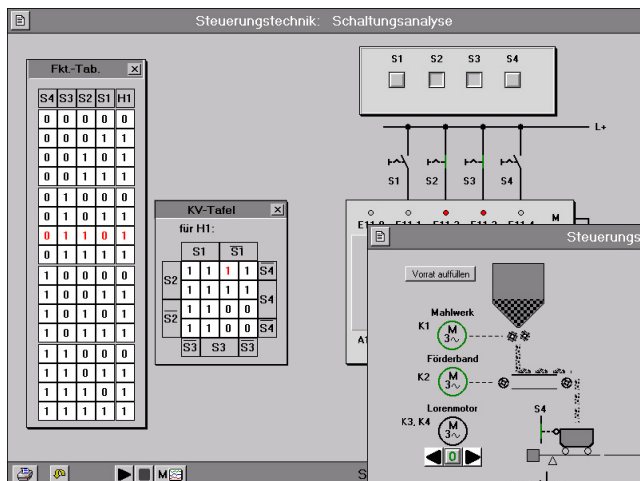 Steuerungstechnik: Schaltungsanalyse
Fkt.-Tab.
S4 S3 S2 S1 H1
0 0 0 0 0
0 0 0 1 1
0 0 1 0 1
0 0 1 1 1
0 1 0 0 0
0 1 0 1 1
0 1 1 0 1
0 1 1 1 1
1 0 0 0 0
1 0 0 1 1
1 0 1 0 1
1 0 1 1 1
1 1 0 0 0
1 1 0 1 1
1 1 1 0 1
1 1 1 1 1
KV-Tafel
für H1:
S1 S̅1̅
S2 1 1 1 1 S̅4̅
1 1 1 1 S4
S̅2̅ 1 1 0 0
1 1 0 0 S̅4̅
S̅3̅ S3 S̅3̅
S1 S2 S3 S4
L+
S1 S2 S3 S4
M
A1
Steuerungs
Vorrat auffüllen
Mahlwerk
K1 M 3~
Förderband
K2 M 3~
Lorenmotor
K3, K4 M 3~
0
S4
M
S